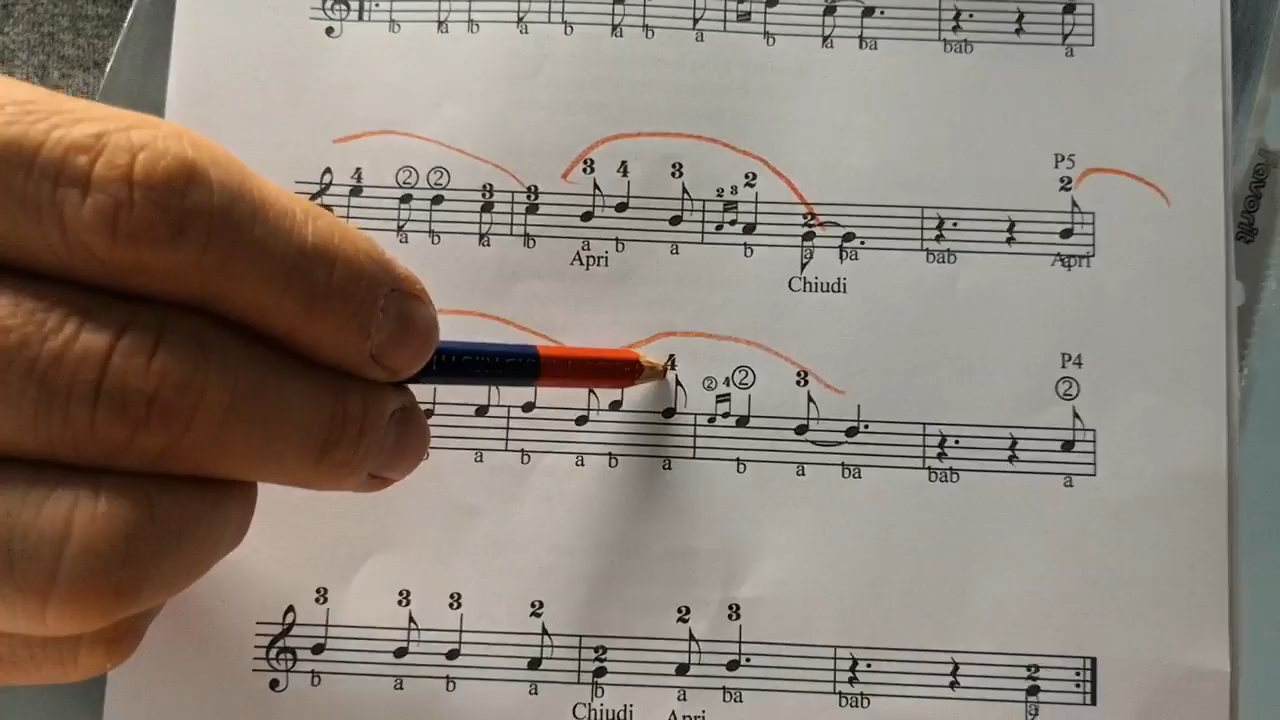 b a b a b a b a b a ba bab a
P5
4 ② ② 3 3 3 4 3 2 3 2 2 2
a b a b a b a b a ba bab
Apri Apri
Chiudi
P4
4 ② 4 ② 3 ②
a b a b a b a ba bab a
3 3 3 2 2 2 3 2
b a b a b a ba bab a
Chiudi Apri